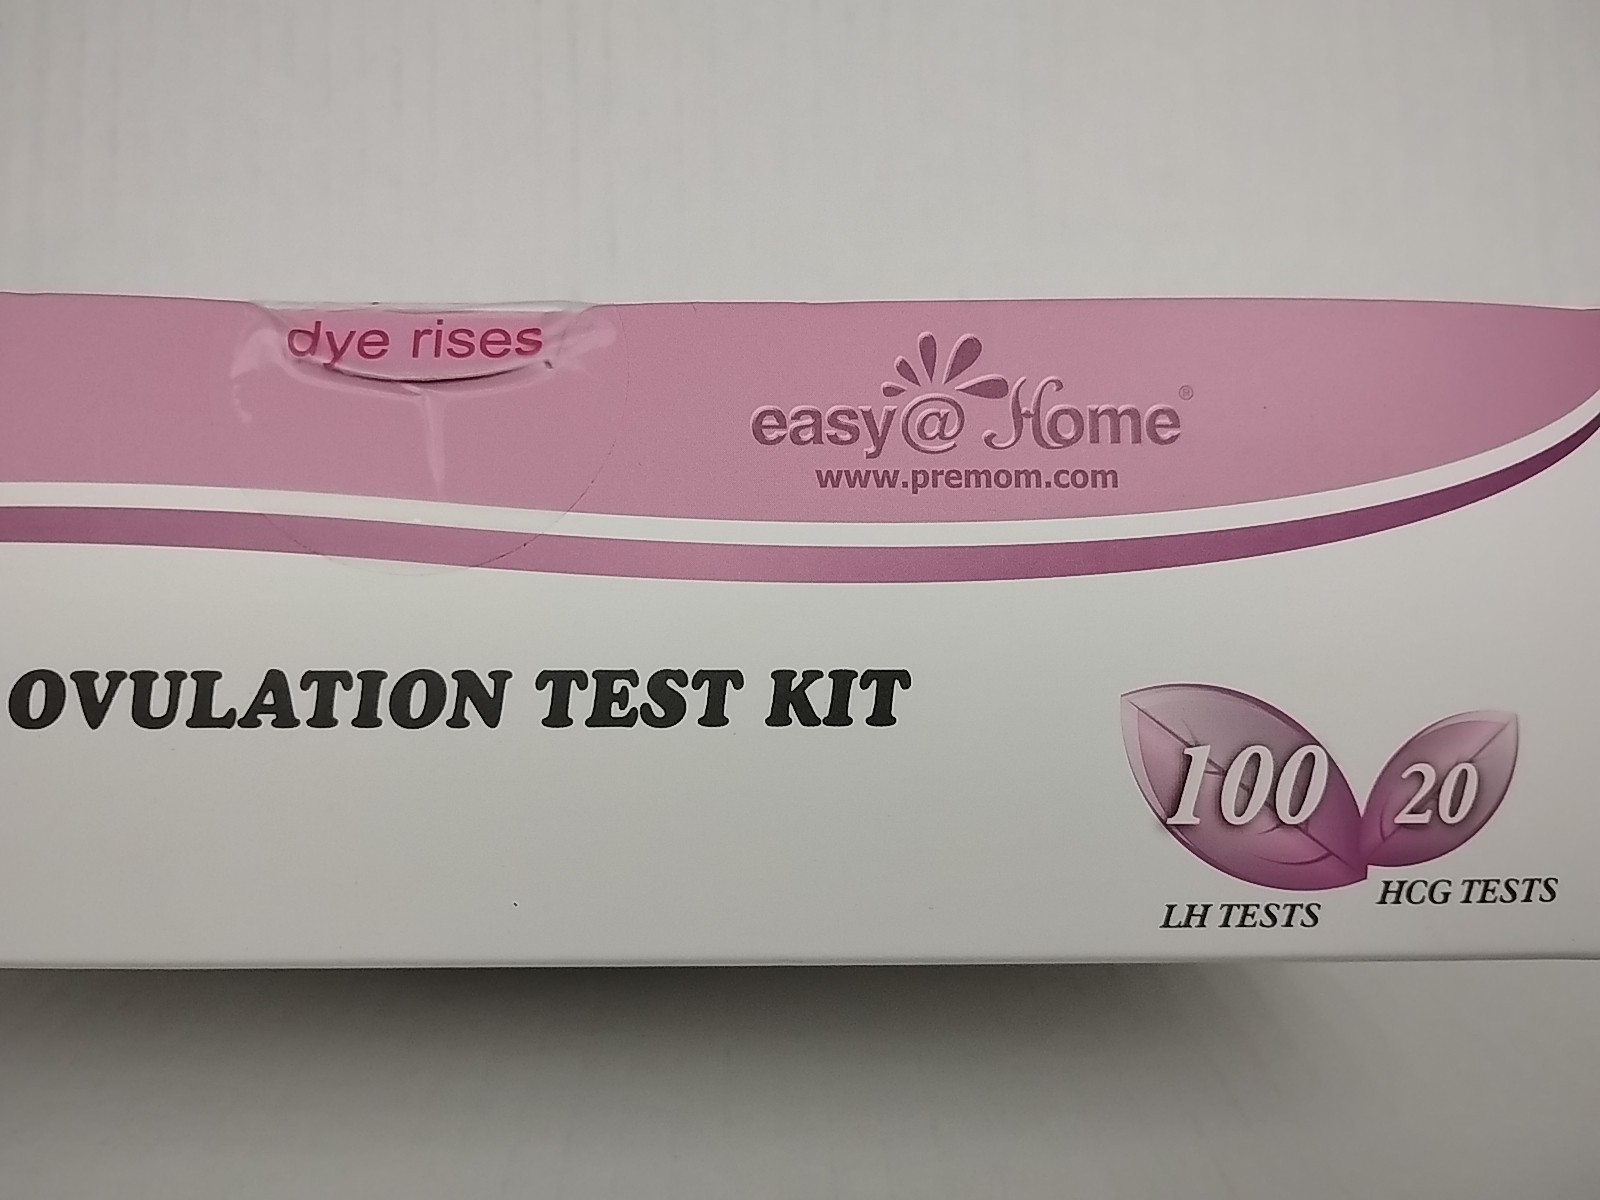 dye rises
easy@Home®
www.premom.com
OVULATION TEST KIT
100
20
LH TESTS
HCG TESTS